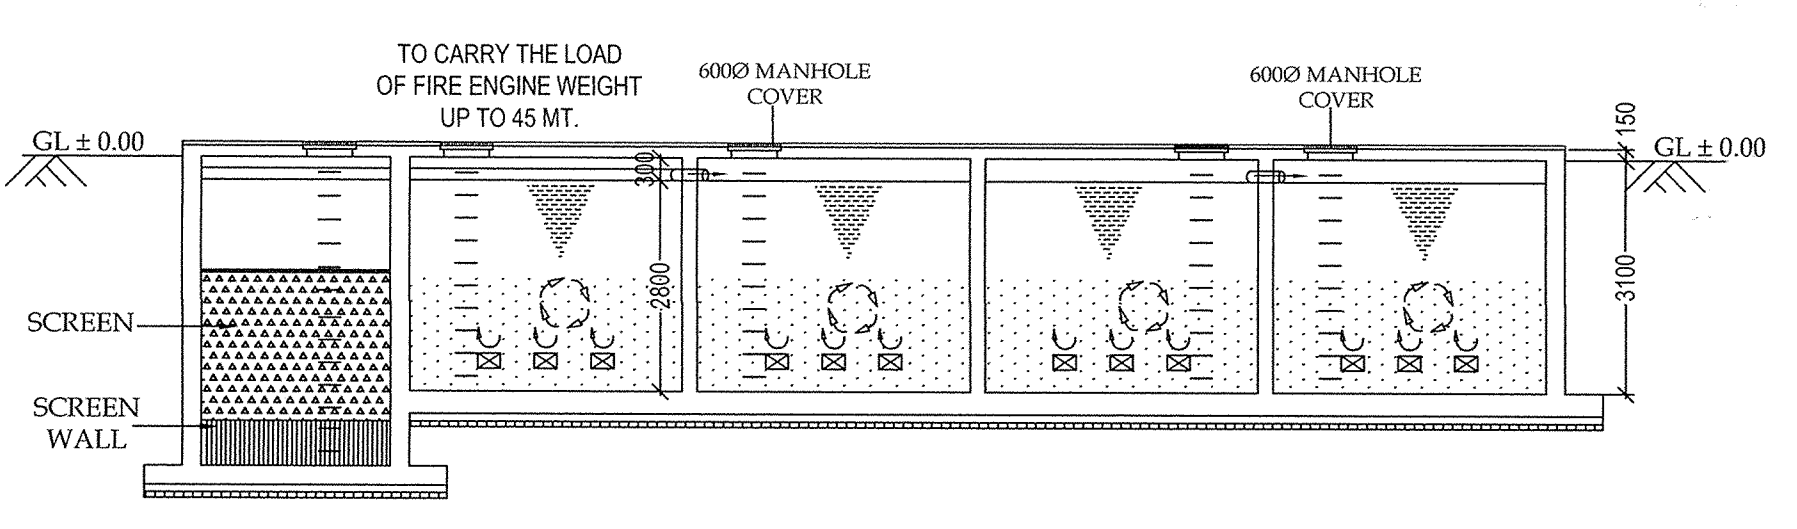 TO CARRY THE LOAD
OF FIRE ENGINE WEIGHT
UP TO 45 MT.
600Ø MANHOLE
COVER
600Ø MANHOLE
COVER
GL ± 0.00
150
GL ± 0.00
300
2800
3100
SCREEN
SCREEN
WALL